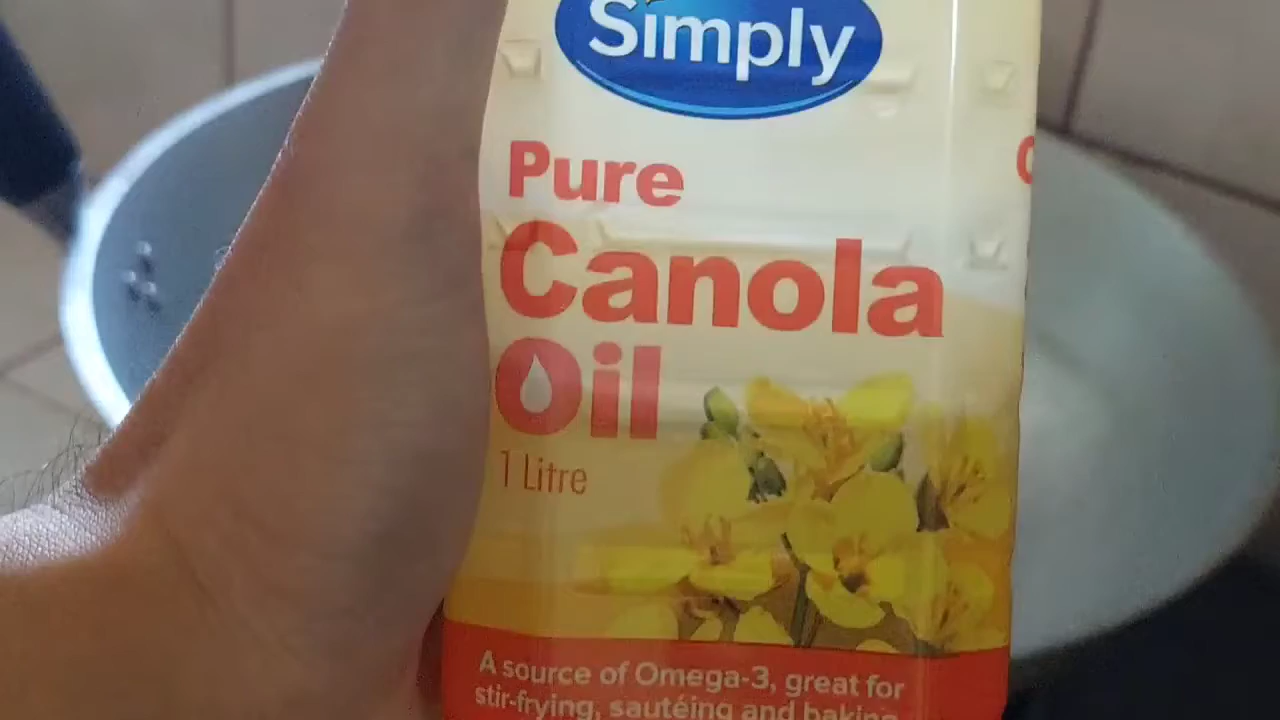 Simply
Pure
Canola
Oil
1 Litre
A source of Omega-3, great for
stir-frying, sautéing and baking